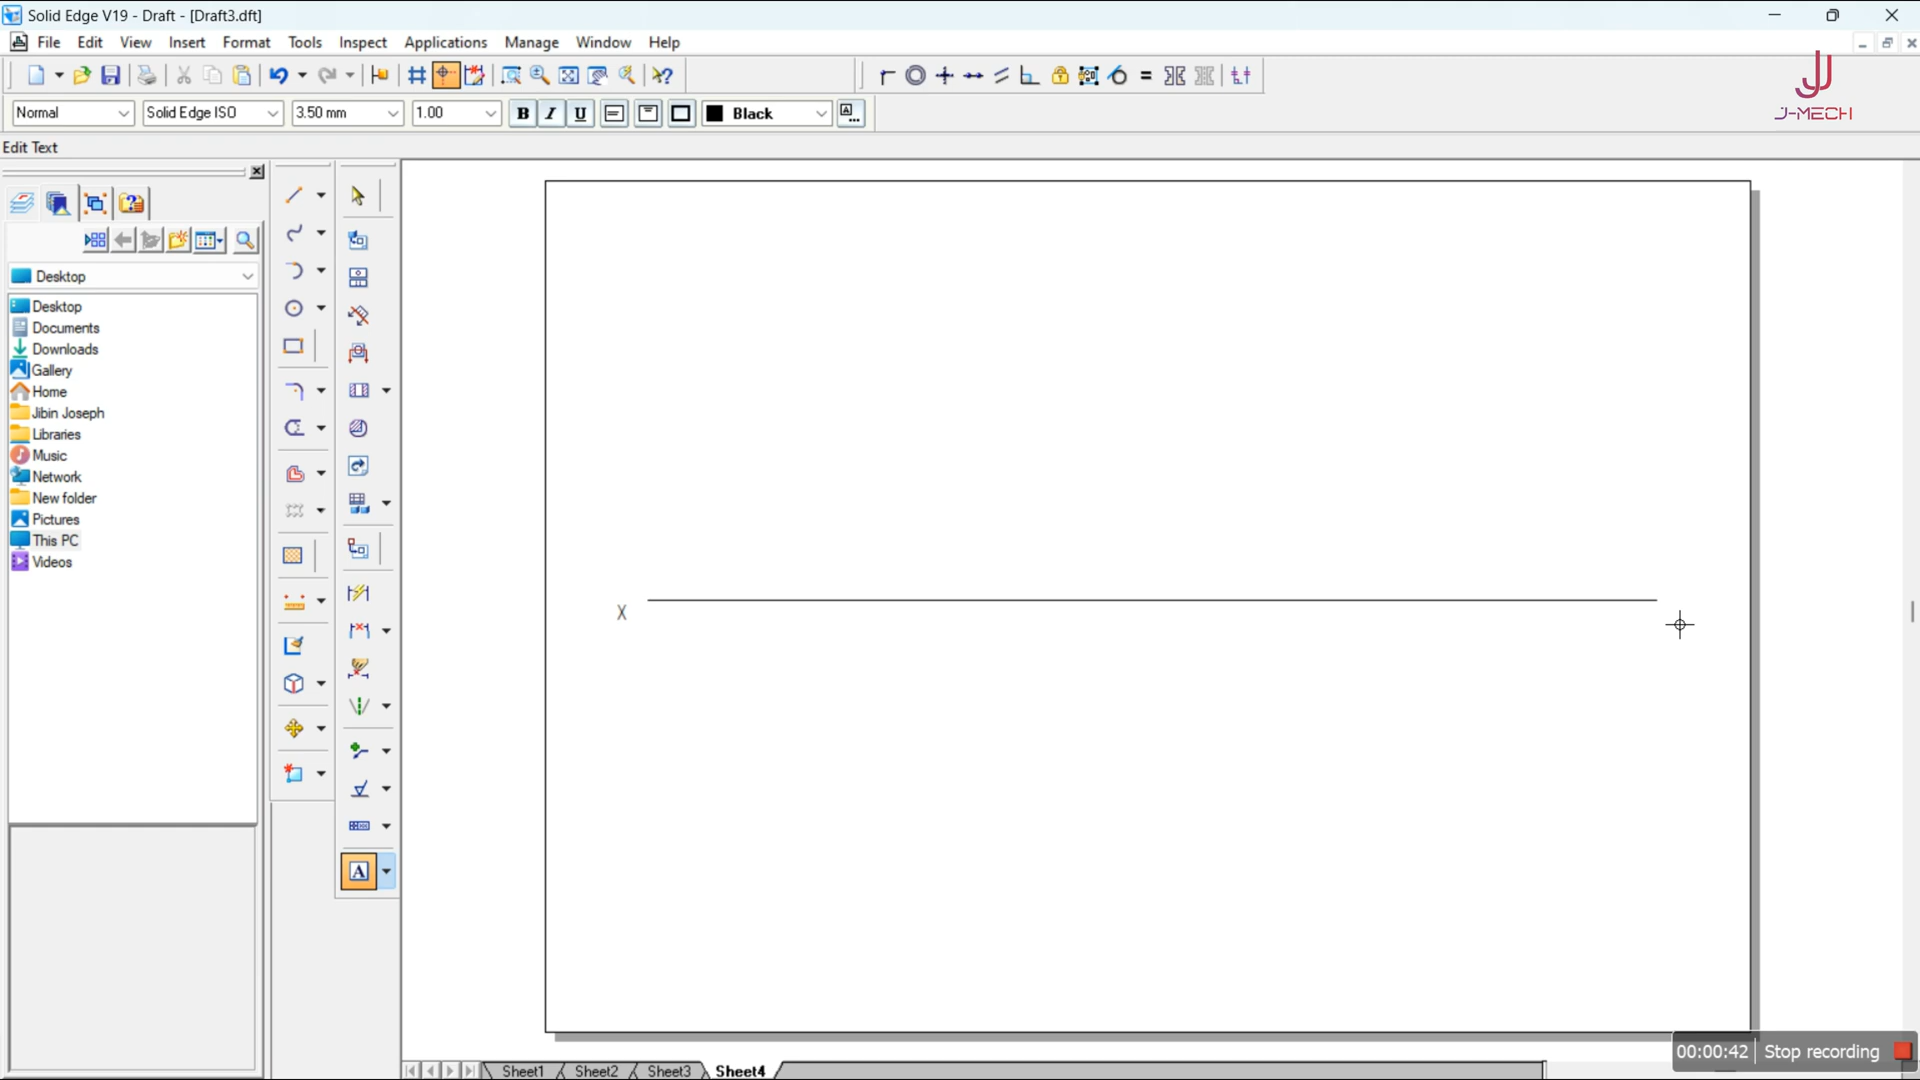 Solid Edge V19 - Draft - [Draft3.dft]
File Edit View Insert Format Tools Inspect Applications Manage Window Help
Normal Solid Edge ISO 3.50 mm 1.00 B I U Black A...
J-MECH
Edit Text
Desktop
Desktop
Documents
Downloads
Gallery
Home
Jibin Joseph
Libraries
Music
Network
New folder
Pictures
This PC
Videos
X
A
00:00:42 Stop recording
Sheet1 Sheet2 Sheet3 Sheet4